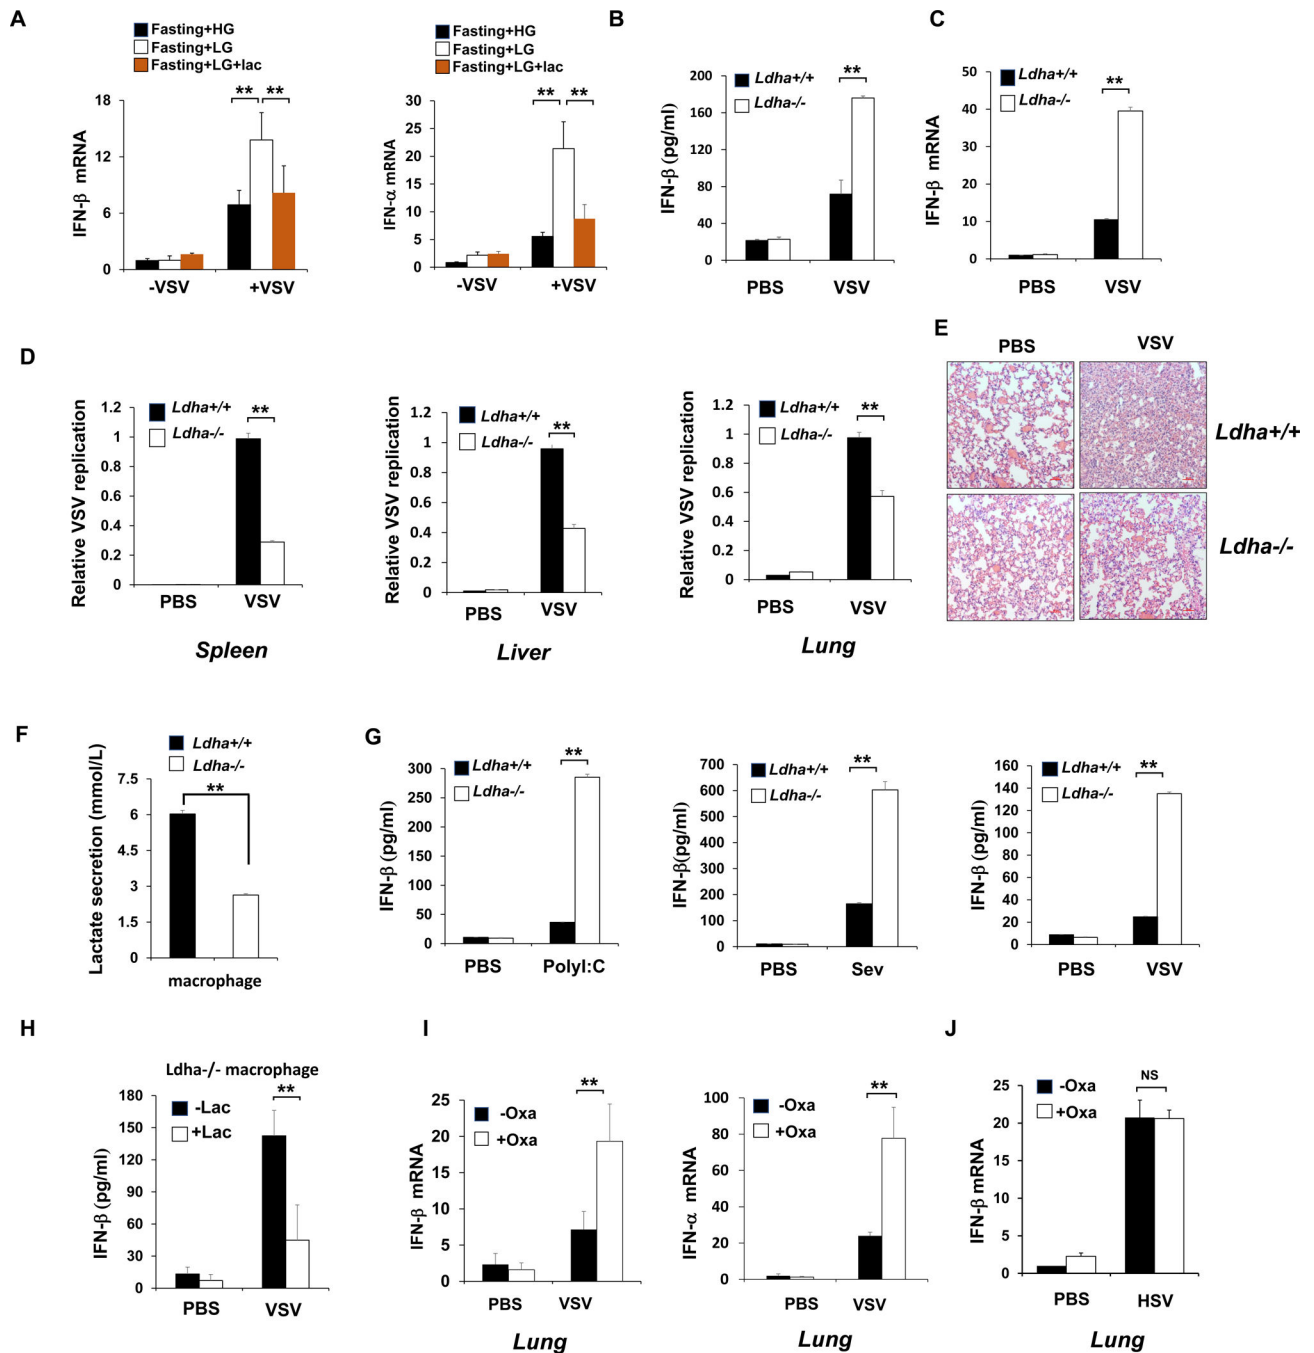 A
Fasting+HG
Fasting+LG
Fasting+LG+lac
IFN-β mRNA
18
12
6
0
** **
-VSV +VSV
Fasting+HG
Fasting+LG
Fasting+LG+lac
IFN-α mRNA
30
25
20
15
10
5
0
** **
-VSV +VSV
B
Ldha+/+
Ldha-/-
IFN-β (pg/ml)
200
160
120
80
40
0
**
PBS VSV
C
Ldha+/+
Ldha-/-
IFN-β mRNA
50
40
30
20
10
0
**
PBS VSV
D
Ldha+/+
Ldha-/-
Relative VSV replication
1.2
1
0.8
0.6
0.4
0.2
0
**
PBS VSV
Spleen
Ldha+/+
Ldha-/-
Relative VSV replication
1.2
1
0.8
0.6
0.4
0.2
0
**
PBS VSV
Liver
Ldha+/+
Ldha-/-
Relative VSV replication
1.2
1
0.8
0.6
0.4
0.2
0
**
PBS VSV
Lung
E
PBS VSV
Ldha+/+
Ldha-/-
F
Ldha+/+
Ldha-/-
Lactate secretion (mmol/L)
7.5
6
4.5
3
1.5
0
**
macrophage
G
Ldha+/+
Ldha-/-
IFN-β (pg/ml)
300
250
200
150
100
50
0
**
PBS PolyI:C
Ldha+/+
Ldha-/-
IFN-β(pg/ml)
700
600
500
400
300
200
100
0
**
PBS Sev
Ldha+/+
Ldha-/-
IFN-β (pg/ml)
160
140
120
100
80
60
40
20
0
**
PBS VSV
H
Ldha-/- macrophage
-Lac
+Lac
IFN-β (pg/ml)
180
150
120
90
60
30
0
**
PBS VSV
I
-Oxa
+Oxa
IFN-β mRNA
25
20
15
10
5
0
**
PBS VSV
Lung
-Oxa
+Oxa
IFN-α mRNA
100
80
60
40
20
0
**
PBS VSV
Lung
J
-Oxa
+Oxa
IFN-β mRNA
25
20
15
10
5
0
NS
PBS HSV
Lung